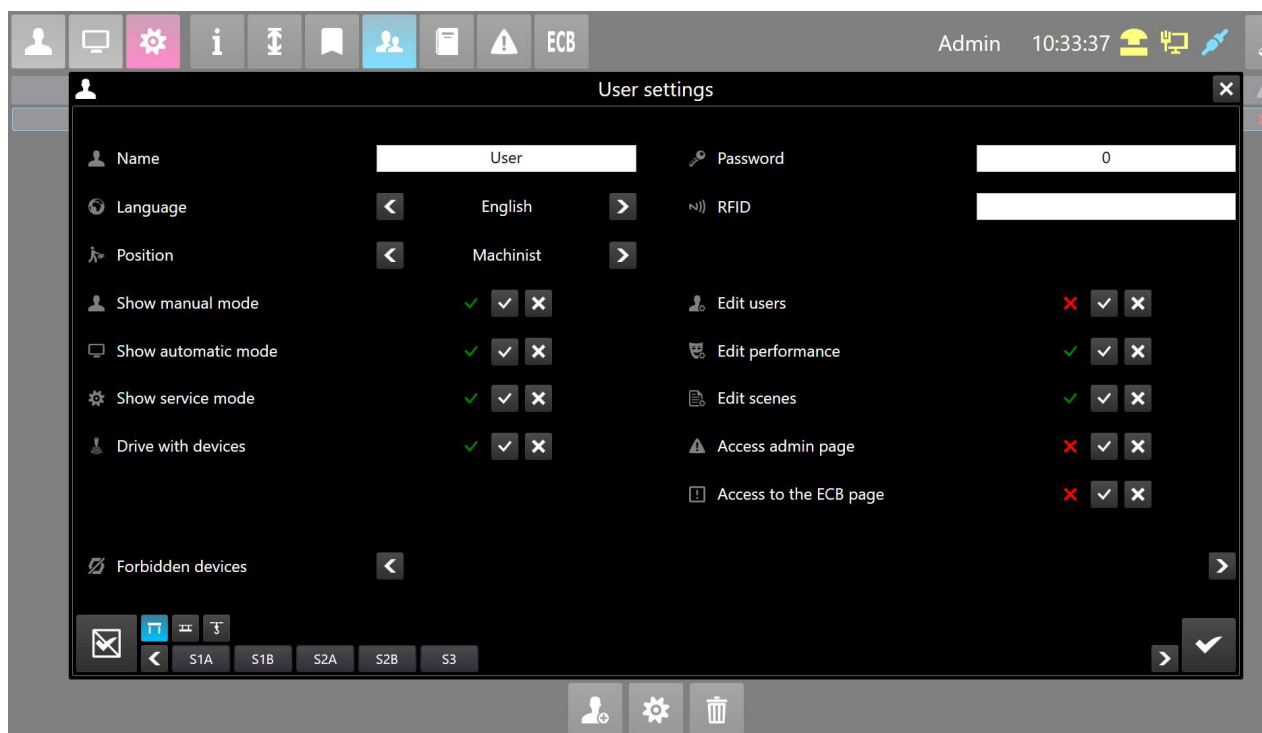 ECB Admin 10:33:37
User settings
Name User Password 0
Language English RFID
Position Machinist
Show manual mode Edit users
Show automatic mode Edit performance
Show service mode Edit scenes
Drive with devices Access admin page
Access to the ECB page
Forbidden devices
S1A S1B S2A S2B S3